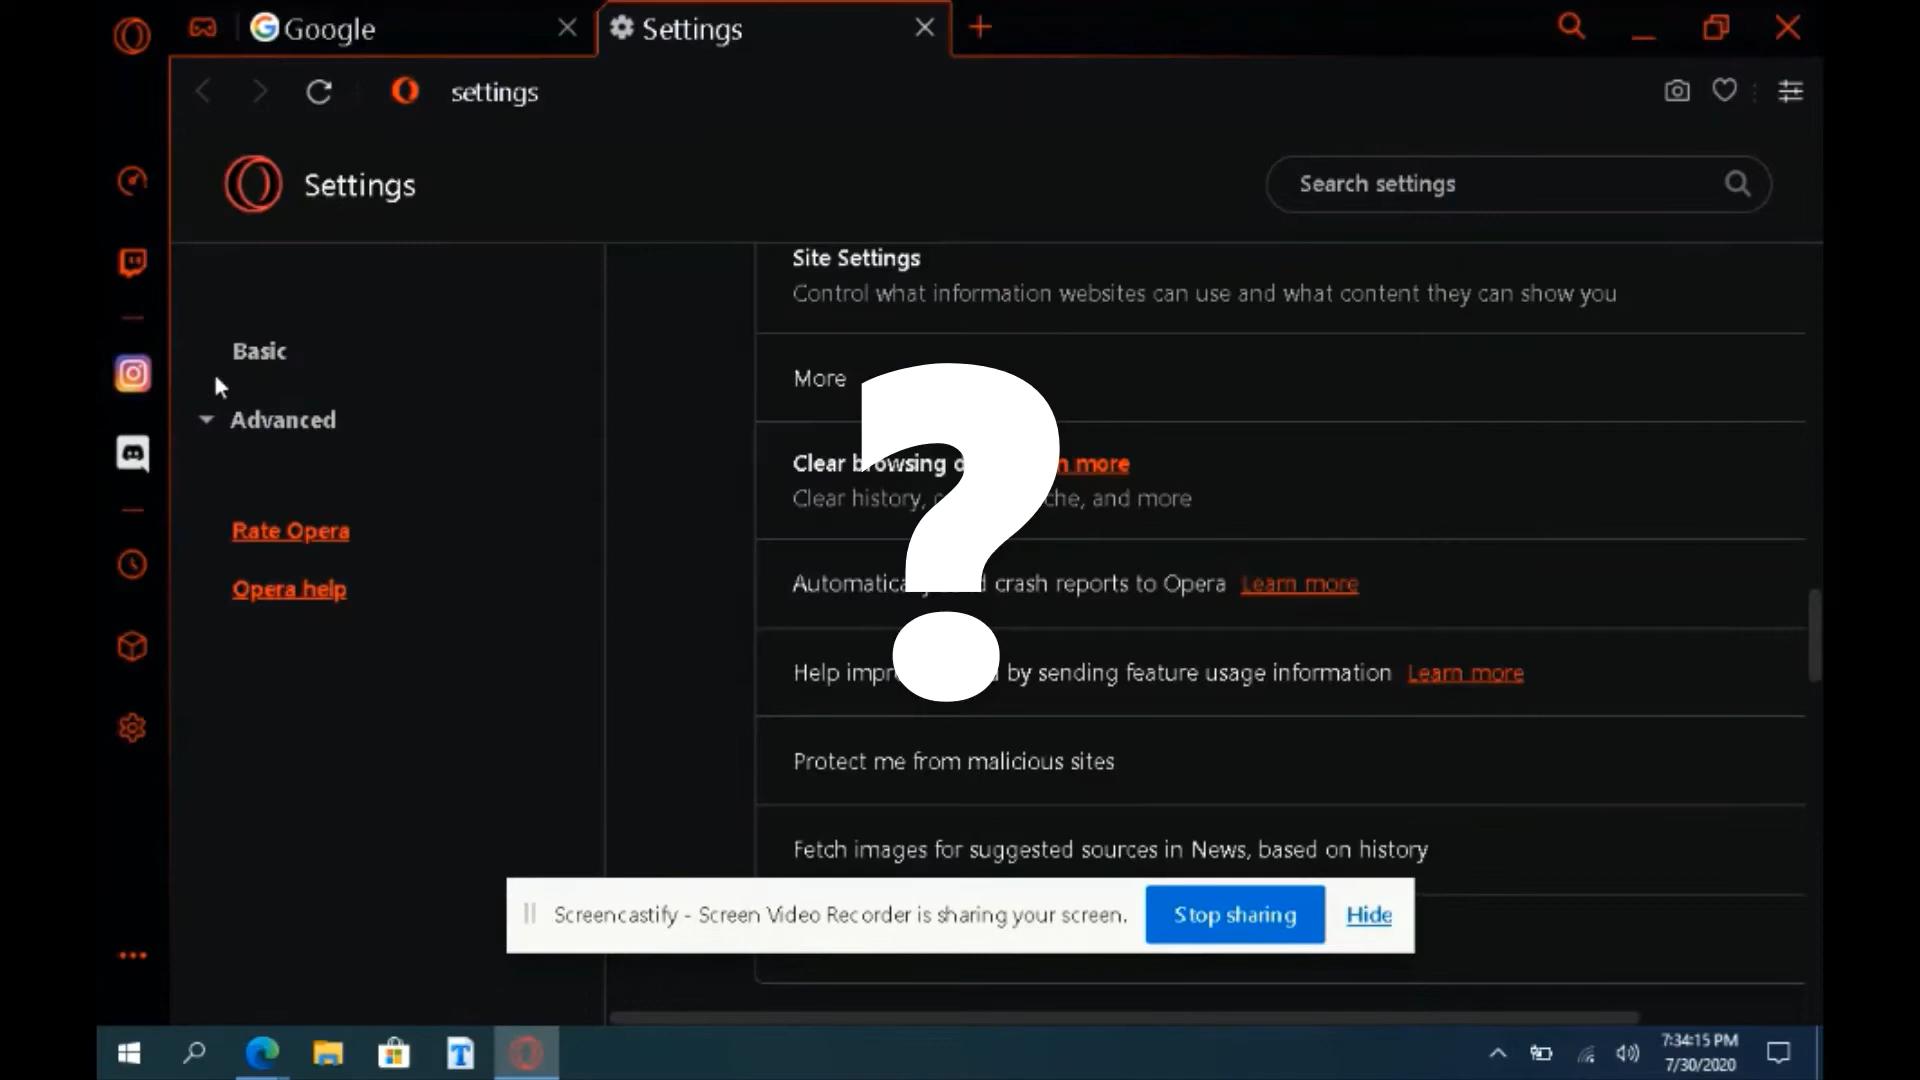 Google
Settings
settings
Settings
Search settings
Site Settings
Control what information websites can use and what content they can show you
Basic
More
Advanced
Clear browsing more
Clear history, and more
Rate Opera
crash reports to Opera Learn more
Opera help
Help by sending feature usage information Learn more
Protect me from malicious sites
Fetch images for suggested sources in News, based on history
Screencastify - Screen Video Recorder is sharing your screen. Stop sharing Hide
7:34:15 PM
7/30/2020
?